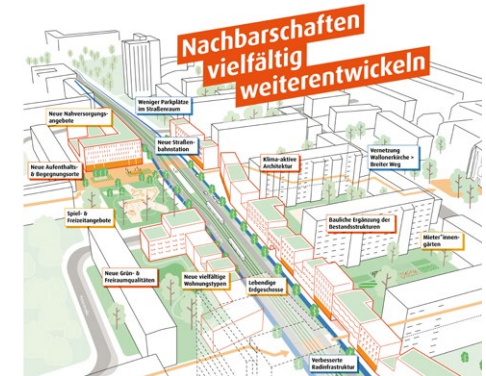 Nachbarschaften
vielfältig
weiterentwickeln
Weniger Parkplätze
im Straßenraum
Neue Nahversorgungs-
angebote
Neue Straßen-
bahnstation
Neue Aufenthalts-
& Begegnungsorte
Klima-aktive
Architektur
Vernetzung
Wallonerkirche >
Breiter Weg
Spiel- &
Freizeitangebote
Bauliche Ergänzung der
Bestandsstrukturen
Mieter*innen-
gärten
Neue Grün- &
Freiraumqualitäten
Neue vielfältige
Wohnungstypen
Lebendige
Erdgeschosse
Verbesserte
Radinfrastruktur